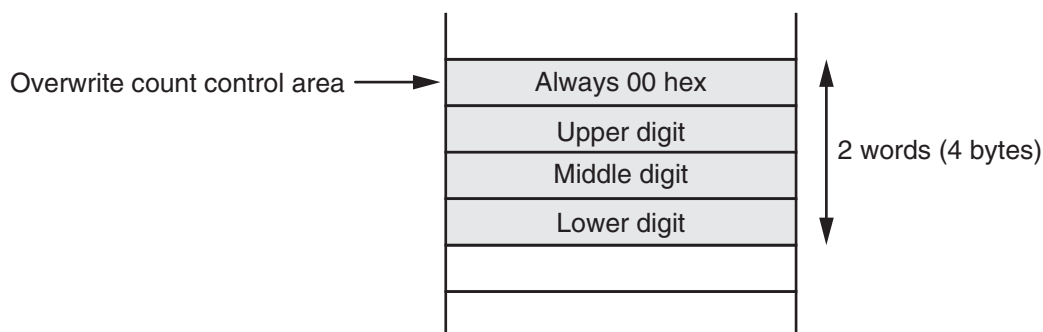 Overwrite count control area
Always 00 hex
Upper digit
Middle digit
Lower digit
2 words (4 bytes)